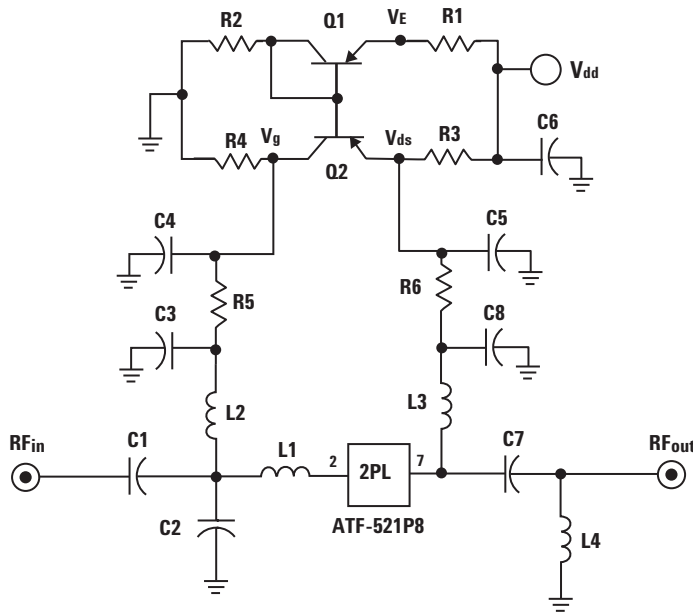 R2
Q1
VE
R1
Vdd
R4
Vg
Q2
Vds
R3
C6
C4
C5
R5
R6
C3
C8
L2
L3
RFin
C1
L1
2
2PL
7
C7
RFout
C2
ATF-521P8
L4